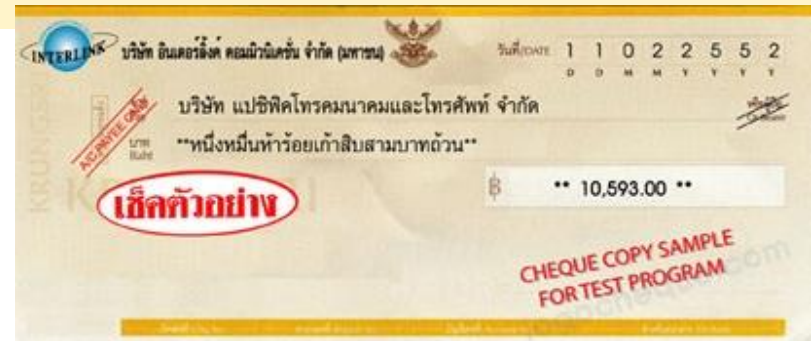 INTERLINK บริษัท อินเตอร์ลิ้งค์ คอมมิวนิเคชั่น จำกัด (มหาชน) วันที่/DATE 1 1 0 2 2 5 5 2
D D M M Y Y Y Y
A/C PAYEE ONLY บริษัท แปซิฟิคโทรคมนาคมและโทรศัพท์ จำกัด
บาท **หนึ่งหมื่นห้าร้อยเก้าสิบสามบาทถ้วน**
Baht
฿ ** 10,593.00 **
เช็คตัวอย่าง
CHEQUE COPY SAMPLE
FOR TEST PROGRAM